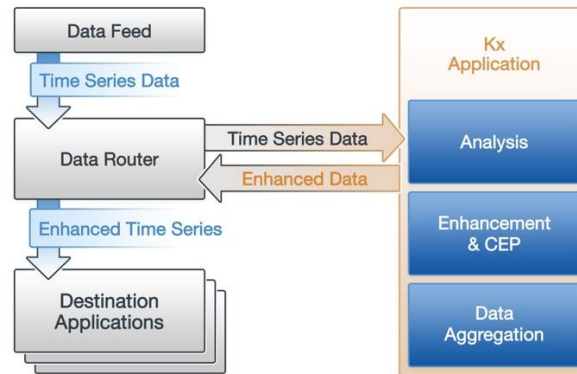 Data Feed
Time Series Data
Data Router
Enhanced Time Series
Destination
Applications
Time Series Data
Enhanced Data
Kx
Application
Analysis
Enhancement
& CEP
Data
Aggregation